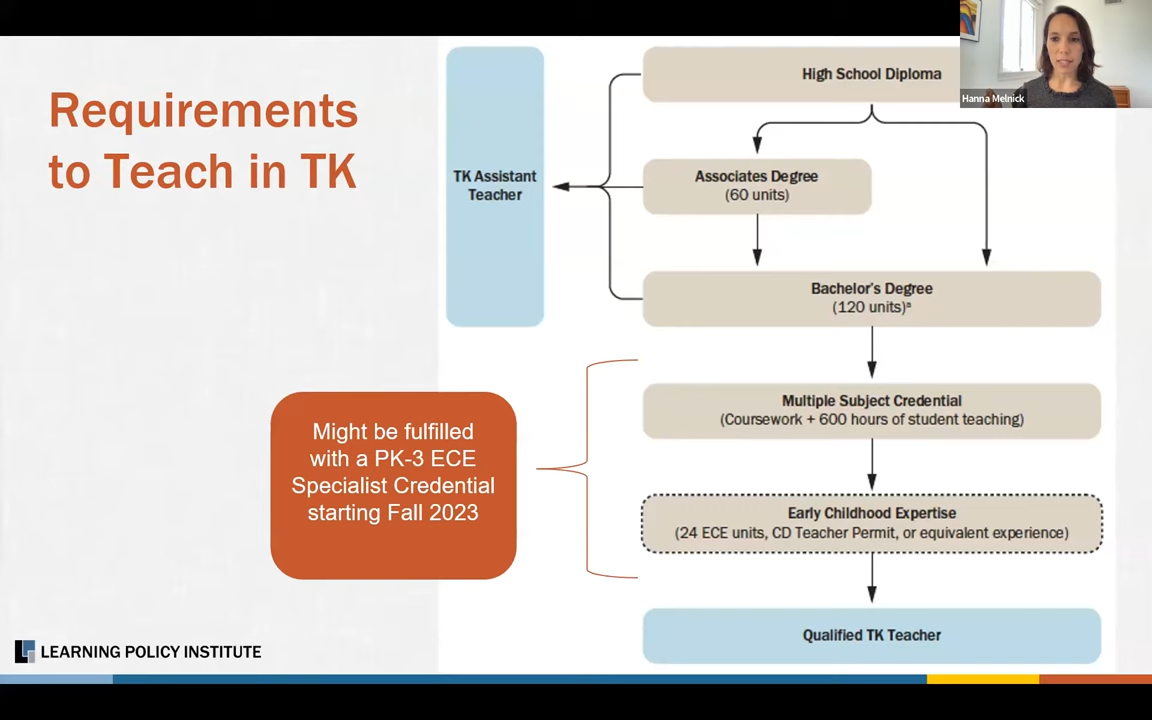 Requirements
to Teach in TK
TK Assistant
Teacher
High School Diploma
Hanna Melnick
Associates Degree
(60 units)
Bachelor's Degree
(120 units)ᵃ
Multiple Subject Credential
(Coursework + 600 hours of student teaching)
Might be fulfilled
with a PK-3 ECE
Specialist Credential
starting Fall 2023
Early Childhood Expertise
(24 ECE units, CD Teacher Permit, or equivalent experience)
Qualified TK Teacher
LEARNING POLICY INSTITUTE